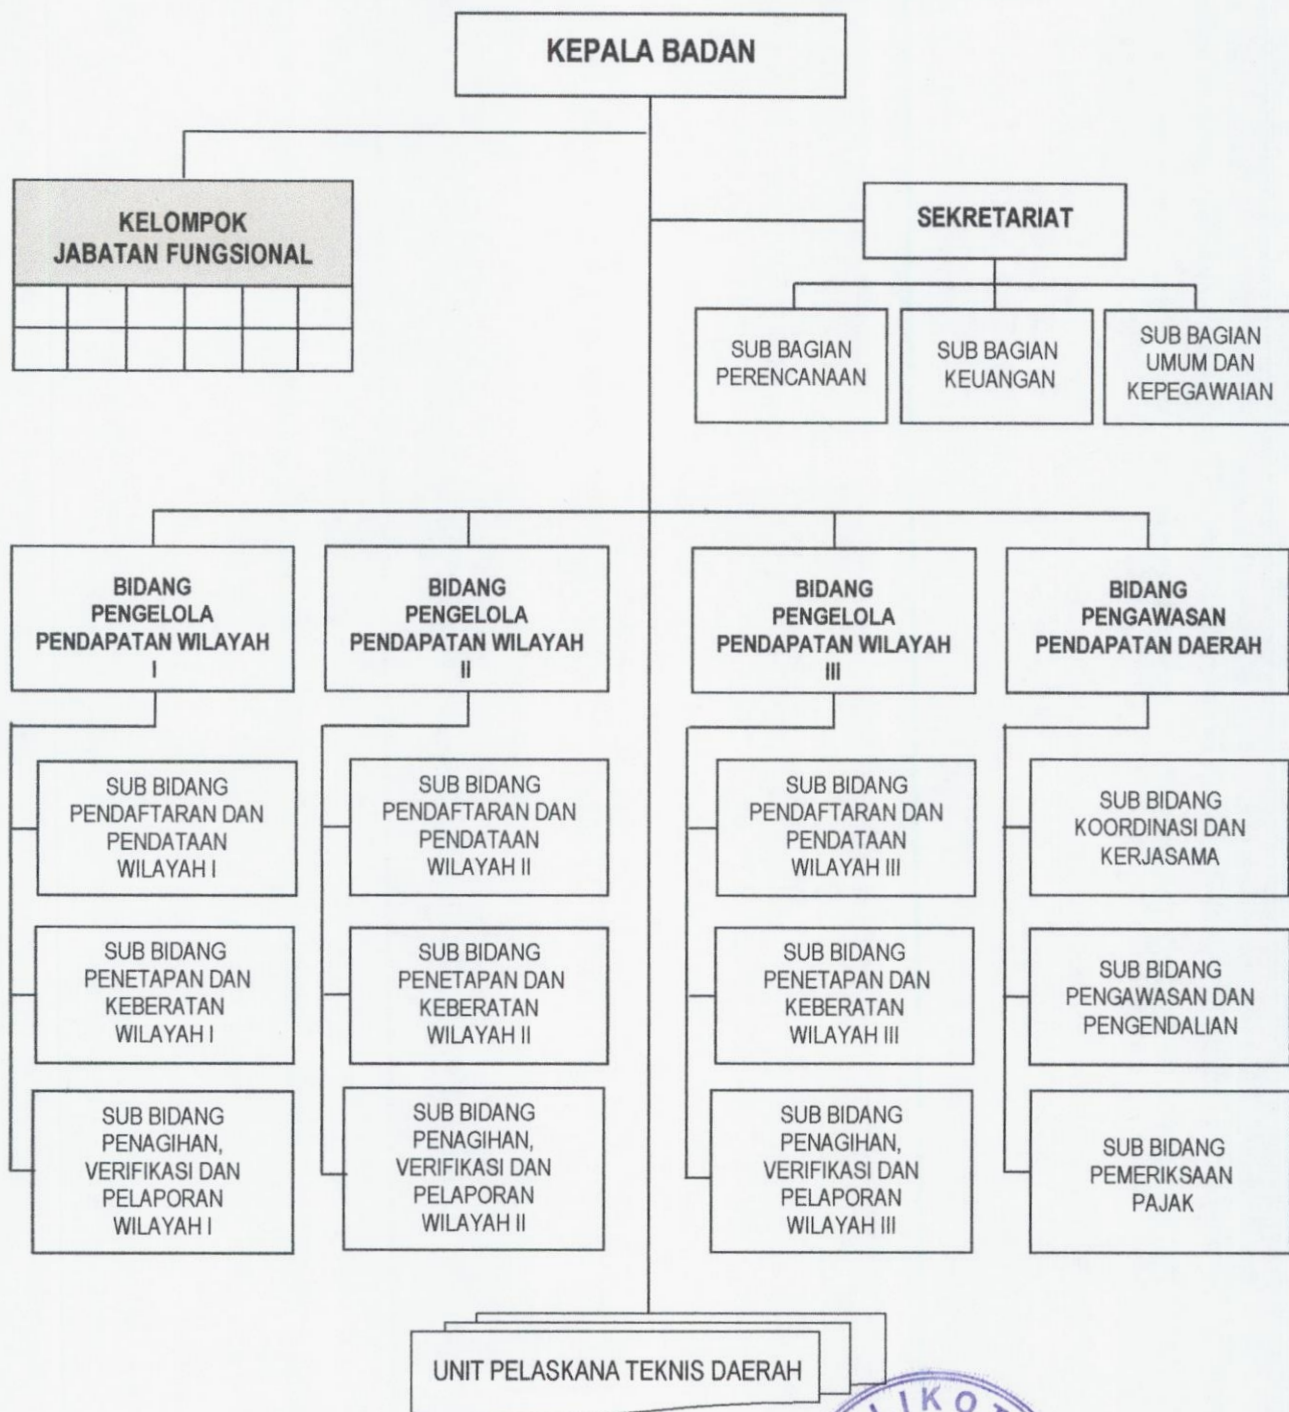 KEPALA BADAN
KELOMPOK
JABATAN FUNGSIONAL
SEKRETARIAT
SUB BAGIAN
PERENCANAAN
SUB BAGIAN
KEUANGAN
SUB BAGIAN
UMUM DAN
KEPEGAWAIAN
BIDANG
PENGELOLA
PENDAPATAN WILAYAH
I
BIDANG
PENGELOLA
PENDAPATAN WILAYAH
II
BIDANG
PENGELOLA
PENDAPATAN WILAYAH
III
BIDANG
PENGAWASAN
PENDAPATAN DAERAH
SUB BIDANG
PENDAFTARAN DAN
PENDATAAN
WILAYAH I
SUB BIDANG
PENDAFTARAN DAN
PENDATAAN
WILAYAH II
SUB BIDANG
PENDAFTARAN DAN
PENDATAAN
WILAYAH III
SUB BIDANG
KOORDINASI DAN
KERJASAMA
SUB BIDANG
PENETAPAN DAN
KEBERATAN
WILAYAH I
SUB BIDANG
PENETAPAN DAN
KEBERATAN
WILAYAH II
SUB BIDANG
PENETAPAN DAN
KEBERATAN
WILAYAH III
SUB BIDANG
PENGAWASAN DAN
PENGENDALIAN
SUB BIDANG
PENAGIHAN,
VERIFIKASI DAN
PELAPORAN
WILAYAH I
SUB BIDANG
PENAGIHAN,
VERIFIKASI DAN
PELAPORAN
WILAYAH II
SUB BIDANG
PENAGIHAN,
VERIFIKASI DAN
PELAPORAN
WILAYAH III
SUB BIDANG
PEMERIKSAAN
PAJAK
UNIT PELASKANA TEKNIS DAERAH